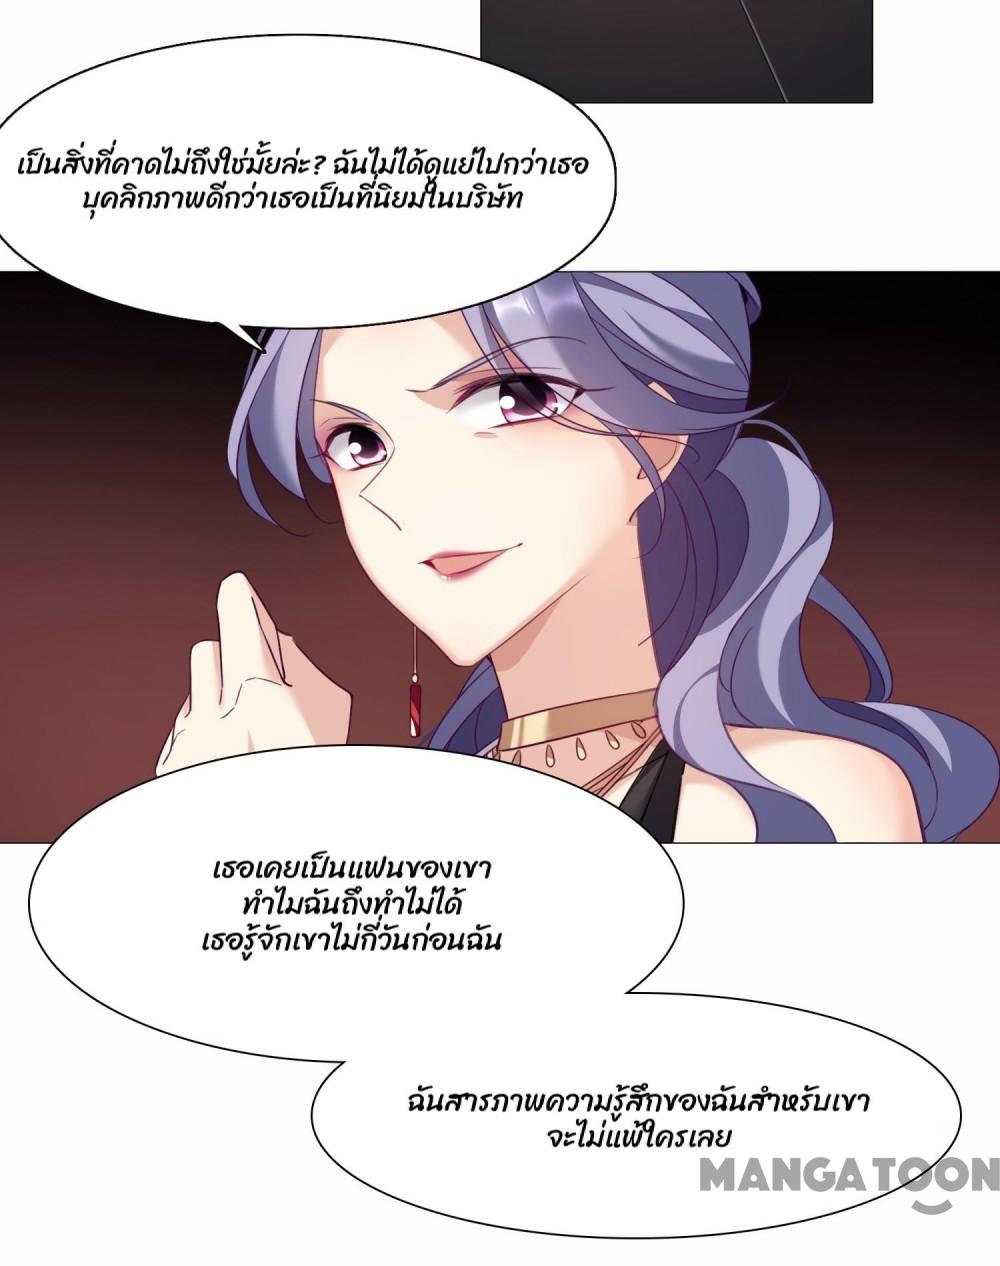 เป็นสิ่งที่คาดไม่ถึงใช่มั้ยล่ะ? ฉันไม่ได้ดูแย่ไปกว่าเธอ
บุคลิกภาพดีกว่าเธอเป็นที่นิยมในบริษัท
เธอเคยเป็นแฟนของเขา
ทำไมฉันถึงทำไม่ได้
เธอรู้จักเขาไม่กี่วันก่อนฉัน
ฉันสารภาพความรู้สึกของฉันสำหรับเขา
จะไม่แพ้ใครเลย
MANGATOON